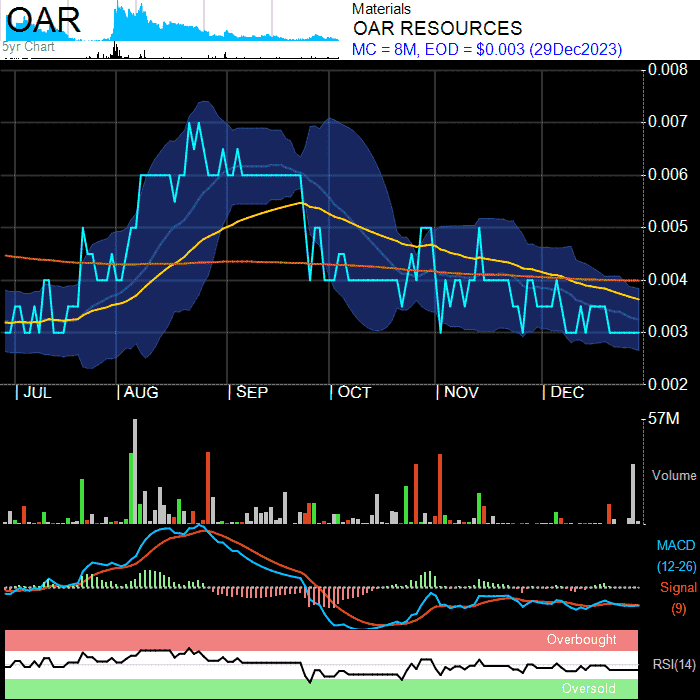 OAR
5yr Chart
Materials
OAR RESOURCES
MC = 8M, EOD = $0.003 (29Dec2023)
0.008
0.007
0.006
0.005
0.004
0.003
0.002
| JUL | AUG | SEP | OCT | NOV | DEC
57M
Volume
MACD
(12-26)
Signal
(9)
Overbought
RSI(14)
Oversold